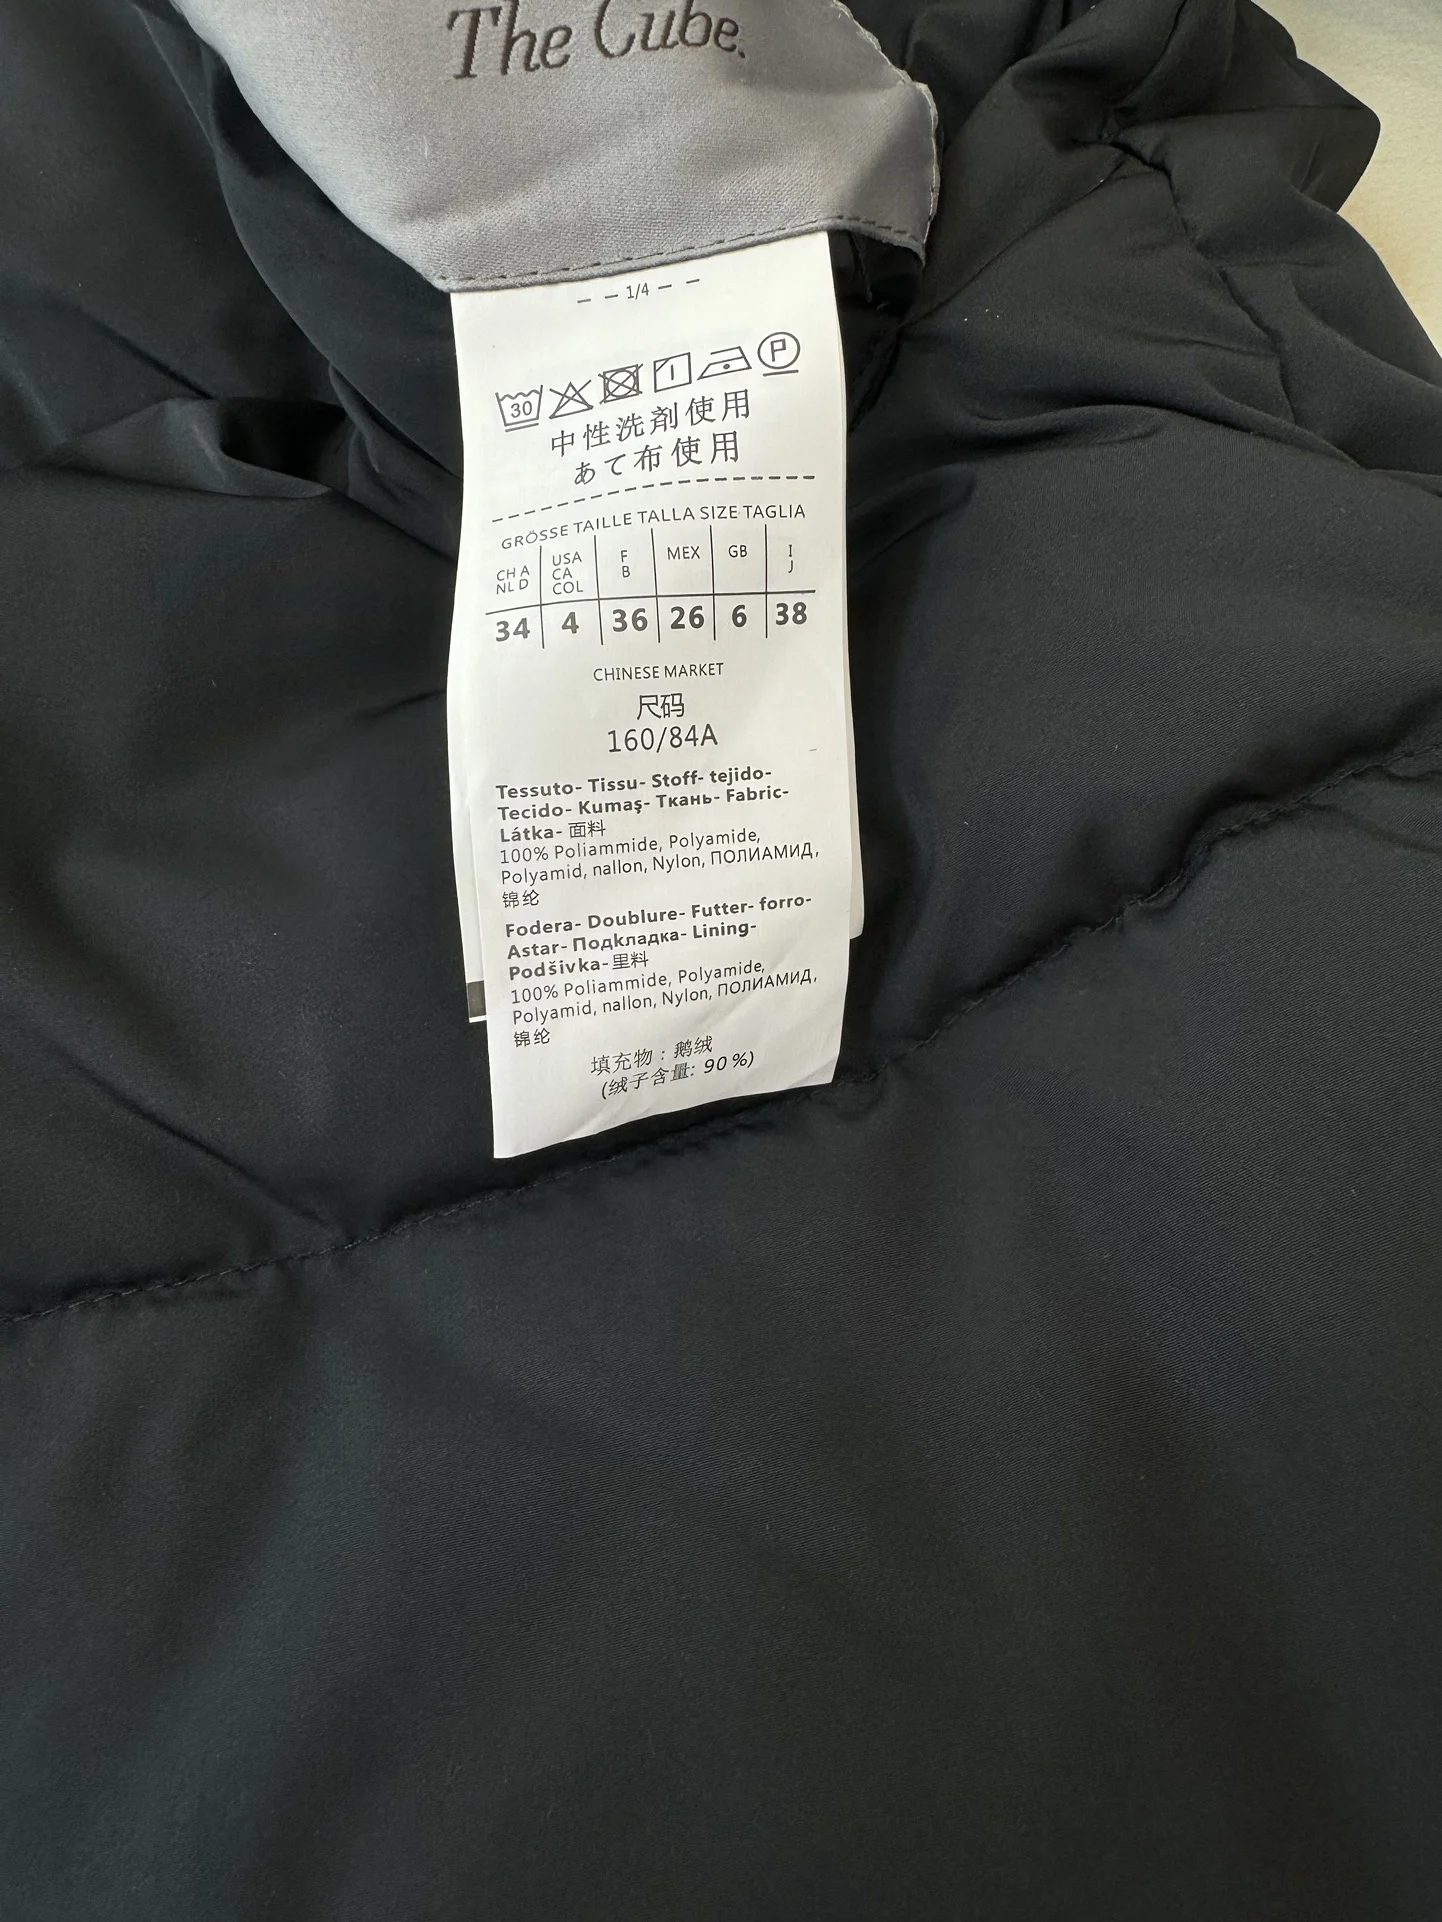 The Cube.
- - 1/4 - -
30 P
中性洗剤使用
あて布使用
GRÖSSE TAILLE TALLA SIZE TAGLIA
CH A NL D USA CA COL F B MEX GB I J
34 4 36 26 6 38
CHINESE MARKET
尺码
160/84A
Tessuto- Tissu- Stoff- tejido-
Tecido- Kumaş- Ткань- Fabric-
Látka- 面料
100% Poliammide, Polyamide,
Polyamid, nallon, Nylon, ПОЛИАМИД,
锦纶
Fodera- Doublure- Futter- forro-
Astar- Подкладка- Lining-
Podšívka- 里料
100% Poliammide, Polyamide,
Polyamid, nallon, Nylon, ПОЛИАМИД,
锦纶
填充物：鹅绒
(绒子含量: 90%)